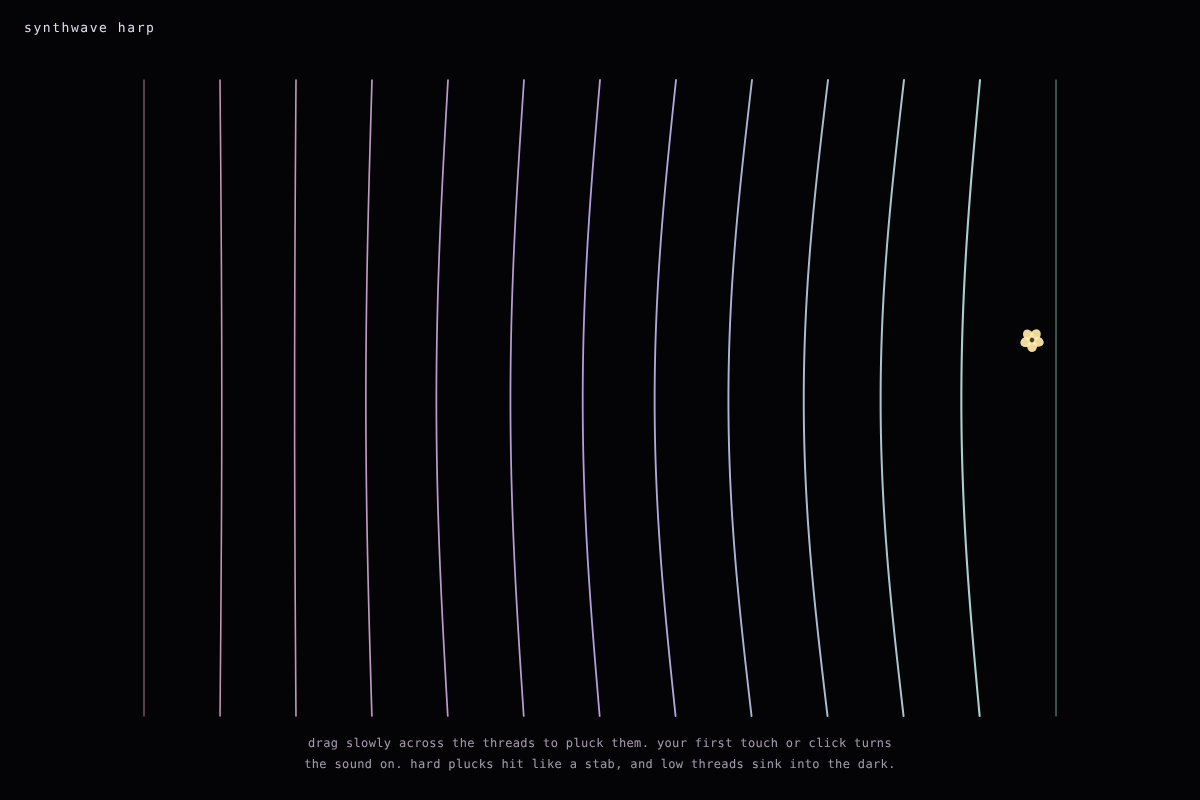 synthwave harp
drag slowly across the threads to pluck them. your first touch or click turns
the sound on. hard plucks hit like a stab, and low threads sink into the dark.